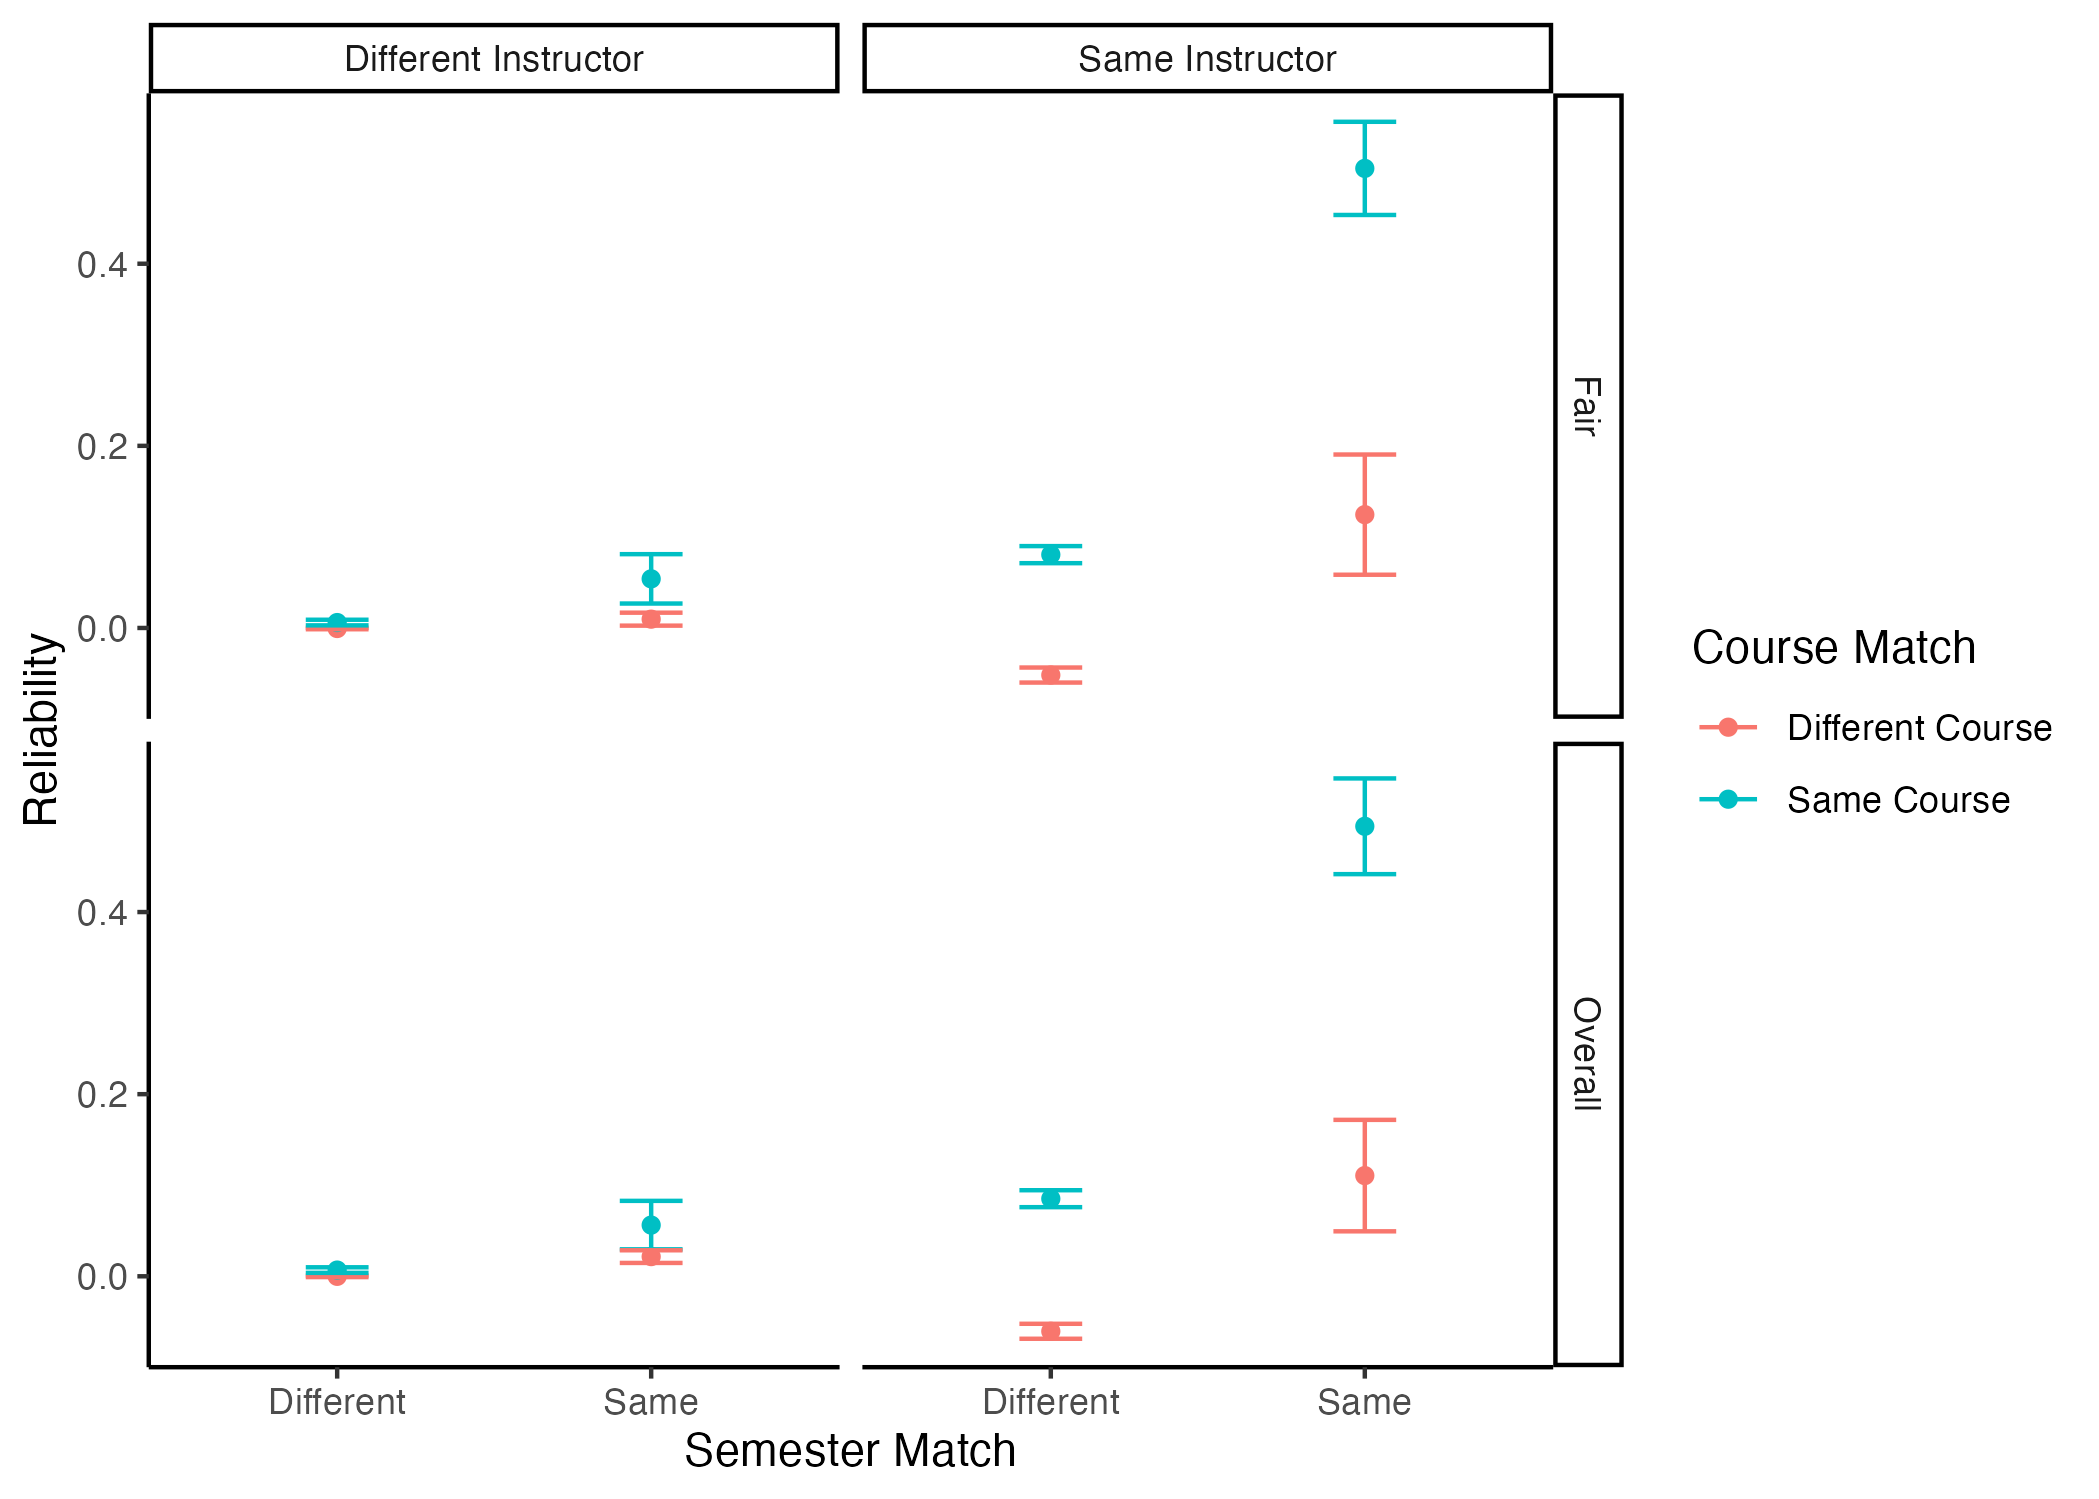 Different Instructor
Same Instructor
Fair
Overall
0.4
0.2
0.0
0.4
0.2
0.0
Reliability
Different
Same
Different
Same
Semester Match
Course Match
Different Course
Same Course